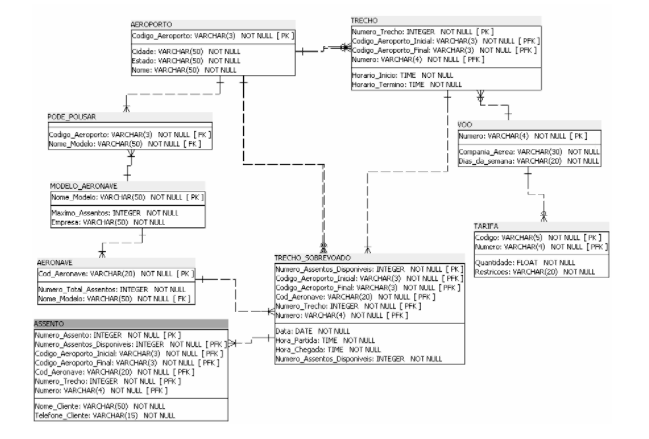 AEROPORTO
Codigo_Aeroporto: VARCHAR(3) NOT NULL [ PK ]
Cidade: VARCHAR(50) NOT NULL
Estado: VARCHAR(50) NOT NULL
Nome: VARCHAR(50) NOT NULL
TRECHO
Numero_Trecho: INTEGER NOT NULL [ PK ]
Codigo_Aeroporto_Inicial: VARCHAR(3) NOT NULL [ PFK ]
Codigo_Aeroporto_Final: VARCHAR(3) NOT NULL [ PFK ]
Numero: VARCHAR(4) NOT NULL [ PFK ]
Horario_Inicio: TIME NOT NULL
Horario_Termino: TIME NOT NULL
PODE_POUSAR
Codigo_Aeroporto: VARCHAR(3) NOT NULL [ PK ]
Nome_Modelo: VARCHAR(50) NOT NULL [ PK ]
VOO
Numero: VARCHAR(4) NOT NULL [ PK ]
Compania_Aerea: VARCHAR(30) NOT NULL
Dias_da_semana: VARCHAR(20) NOT NULL
MODELO_AERONAVE
Nome_Modelo: VARCHAR(50) NOT NULL [ PK ]
Maximo_Assentos: INTEGER NOT NULL
Empresa: VARCHAR(50) NOT NULL
TARIFA
Codigo: VARCHAR(5) NOT NULL [ PK ]
Numero: VARCHAR(4) NOT NULL [ PFK ]
Quantidade: FLOAT NOT NULL
Restricoes: VARCHAR(20) NOT NULL
AERONAVE
Cod_Aeronave: VARCHAR(20) NOT NULL [ PK ]
Numero_Total_Assentos: INTEGER NOT NULL
Nome_Modelo: VARCHAR(50) NOT NULL
TRECHO_SOBREVOADO
Numero_Assentos_Disponiveis: INTEGER NOT NULL [ PK ]
Codigo_Aeroporto_Inicial: VARCHAR(3) NOT NULL [ PFK ]
Codigo_Aeroporto_Final: VARCHAR(3) NOT NULL [ PFK ]
Cod_Aeronave: VARCHAR(20) NOT NULL [ PFK ]
Numero_Trecho: INTEGER NOT NULL [ PFK ]
Numero: VARCHAR(4) NOT NULL [ PFK ]
Data: DATE NOT NULL
Hora_Partida: TIME NOT NULL
Hora_Chegada: TIME NOT NULL
Numero_Assentos_Disponiveis: INTEGER NOT NULL
ASSENTO
Numero_Assento: INTEGER NOT NULL [ PK ]
Numero_Assentos_Disponiveis: INTEGER NOT NULL [ PFK ]
Codigo_Aeroporto_Inicial: VARCHAR(3) NOT NULL [ PFK ]
Codigo_Aeroporto_Final: VARCHAR(3) NOT NULL [ PFK ]
Cod_Aeronave: VARCHAR(20) NOT NULL [ PFK ]
Numero_Trecho: INTEGER NOT NULL [ PFK ]
Numero: VARCHAR(4) NOT NULL [ PFK ]
Nome_Cliente: VARCHAR(50) NOT NULL
Telefone_Cliente: VARCHAR(15) NOT NULL